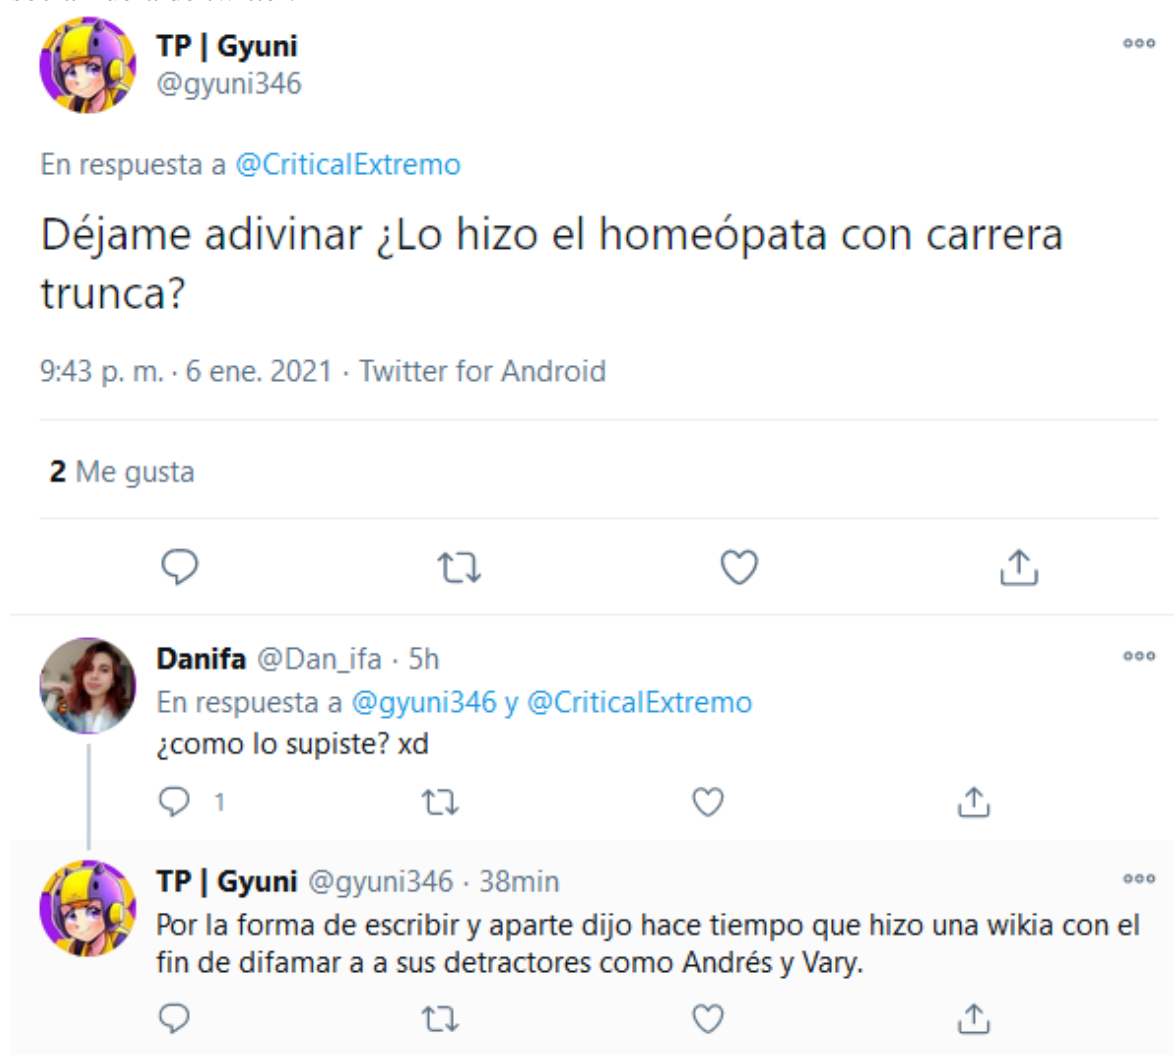 TP | Gyuni
@gyuni346
En respuesta a @CriticalExtremo
Déjame adivinar ¿Lo hizo el homeópata con carrera
trunca?
9:43 p. m. · 6 ene. 2021 · Twitter for Android
2 Me gusta
Danifa @Dan_ifa · 5h
En respuesta a @gyuni346 y @CriticalExtremo
¿como lo supiste? xd
1
TP | Gyuni @gyuni346 · 38min
Por la forma de escribir y aparte dijo hace tiempo que hizo una wikia con el
fin de difamar a a sus detractores como Andrés y Vary.